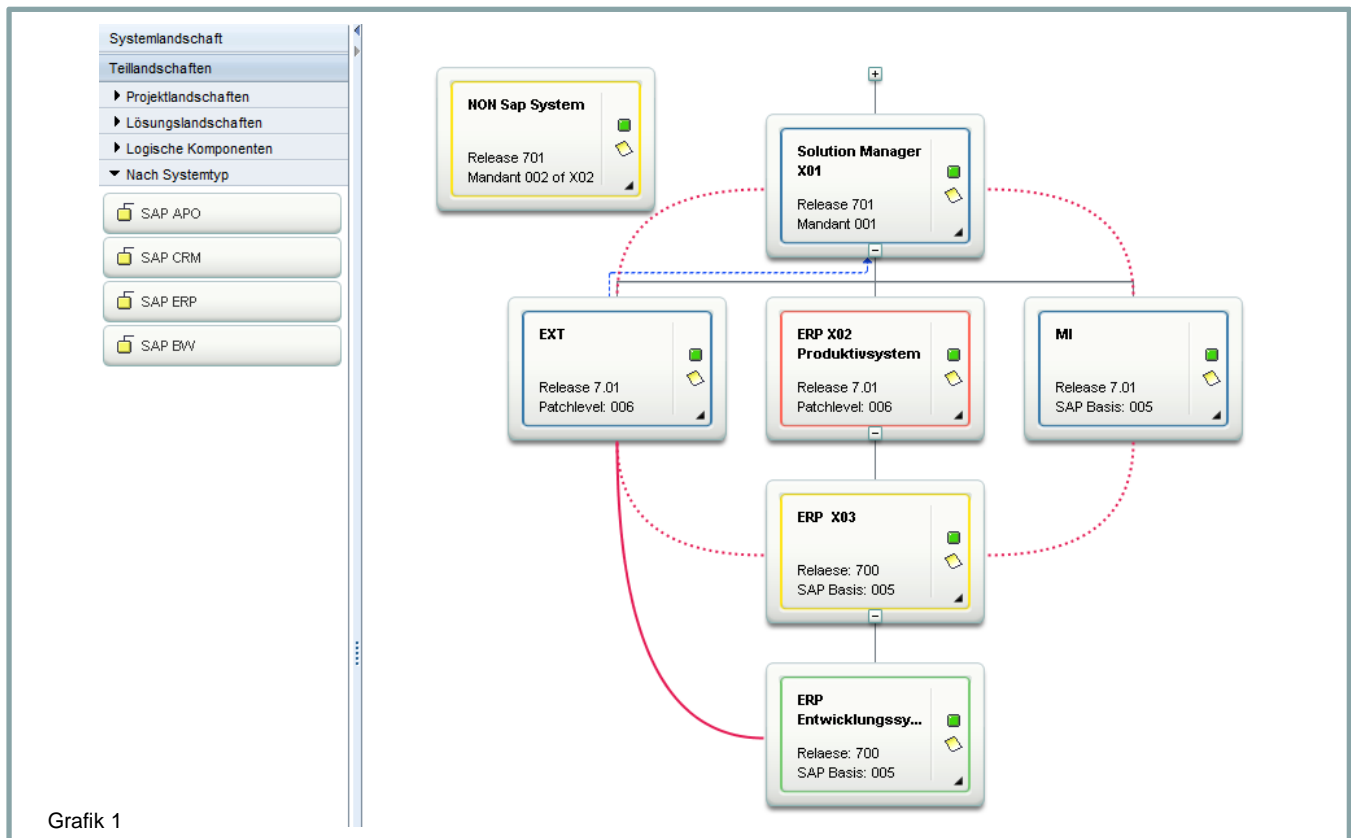 Systemlandschaft
Teillandschaften
Projektlandschaften
Lösungslandschaften
Logische Komponenten
Nach Systemtyp
SAP APO
SAP CRM
SAP ERP
SAP BW
NON Sap System
Release 701
Mandant 002 of X02
Solution Manager
X01
Release 701
Mandant 001
EXT
Release 7.01
Patchlevel: 006
ERP X02
Produktivsystem
Release 7.01
Patchlevel: 006
MI
Release 7.01
SAP Basis: 005
ERP X03
Relaese: 700
SAP Basis: 005
ERP
Entwicklungssy...
Relaese: 700
SAP Basis: 005
Grafik 1